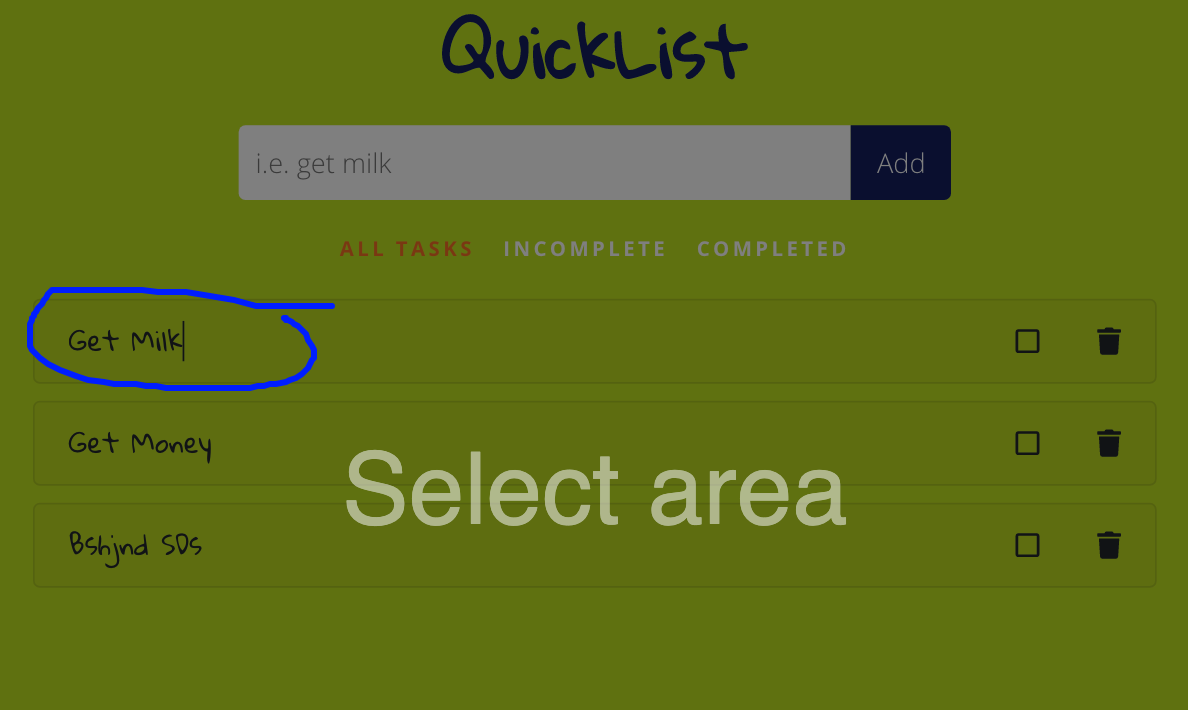 QuickList
i.e. get milk
Add
ALL TASKS INCOMPLETE COMPLETED
Get Milk
Get Money
Select area
Bshjnd SDs